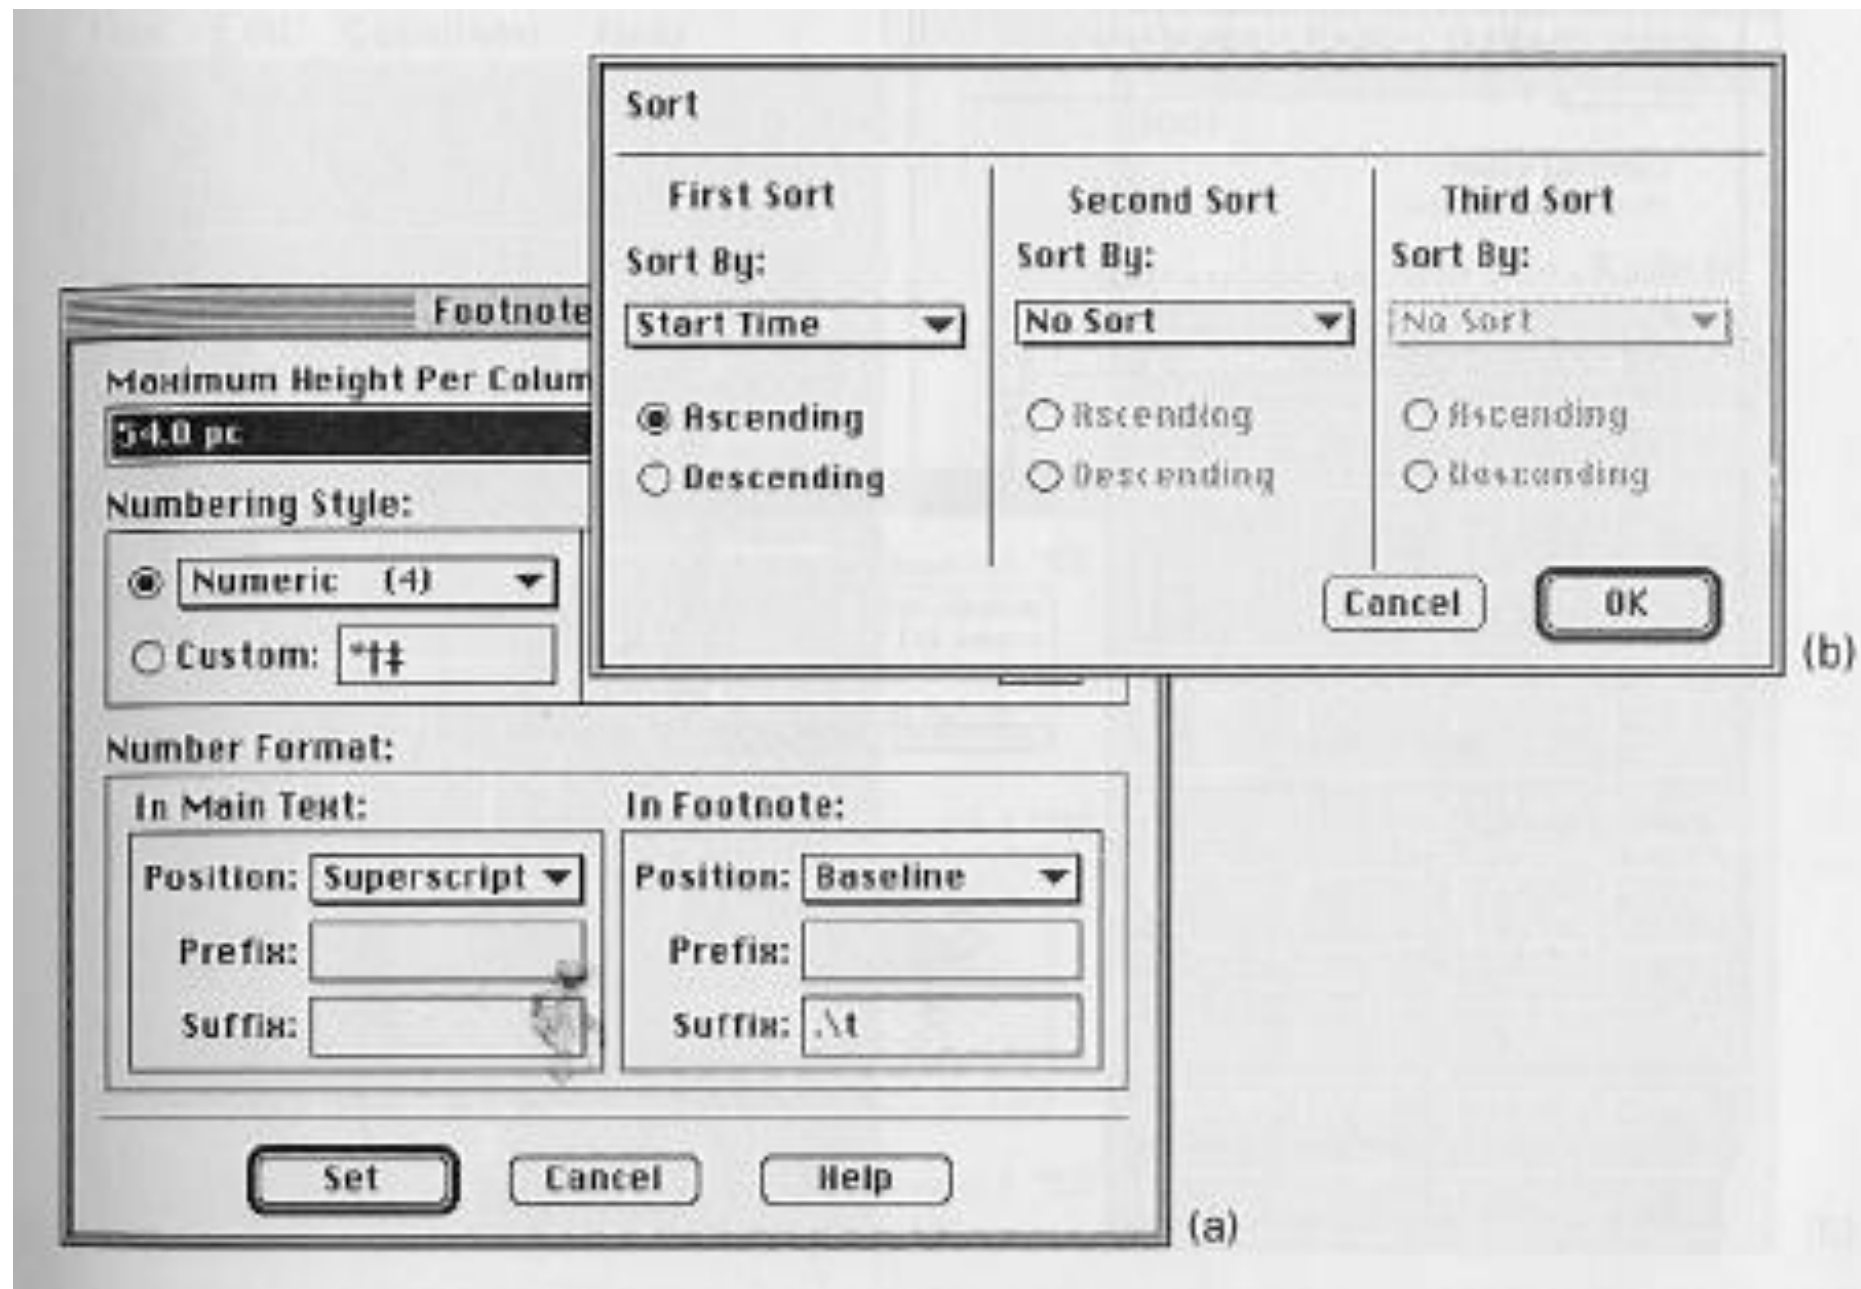 Sort
First Sort
Sort By:
Start Time
Ascending
Descending
Second Sort
Sort By:
No Sort
Ascending
Descending
Third Sort
Sort By:
No Sort
Ascending
Descending
Cancel OK
(b)
Footnote
Maximum Height Per Colum
54.0 pc
Numbering Style:
Numeric (4)
Custom: *†‡
Number Format:
In Main Text:
Position: Superscript
Prefix:
Suffix:
In Footnote:
Position: Baseline
Prefix:
Suffix: .\t
Set Cancel Help
(a)